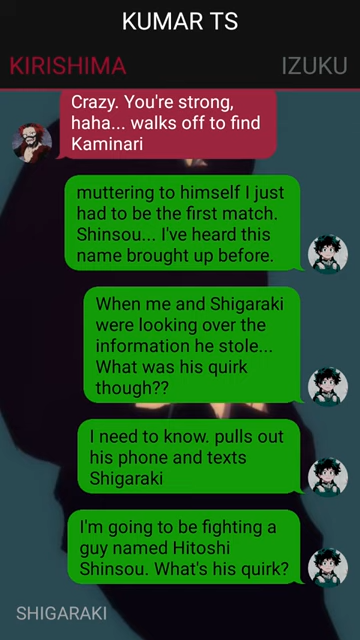 KUMAR TS
KIRISHIMA
IZUKU
Crazy. You're strong,
haha... walks off to find
Kaminari
muttering to himself I just
had to be the first match.
Shinsou... I've heard this
name brought up before.
When me and Shigaraki
were looking over the
information he stole...
What was his quirk
though??
I need to know. pulls out
his phone and texts
Shigaraki
I'm going to be fighting a
guy named Hitoshi
Shinsou. What's his quirk?
SHIGARAKI